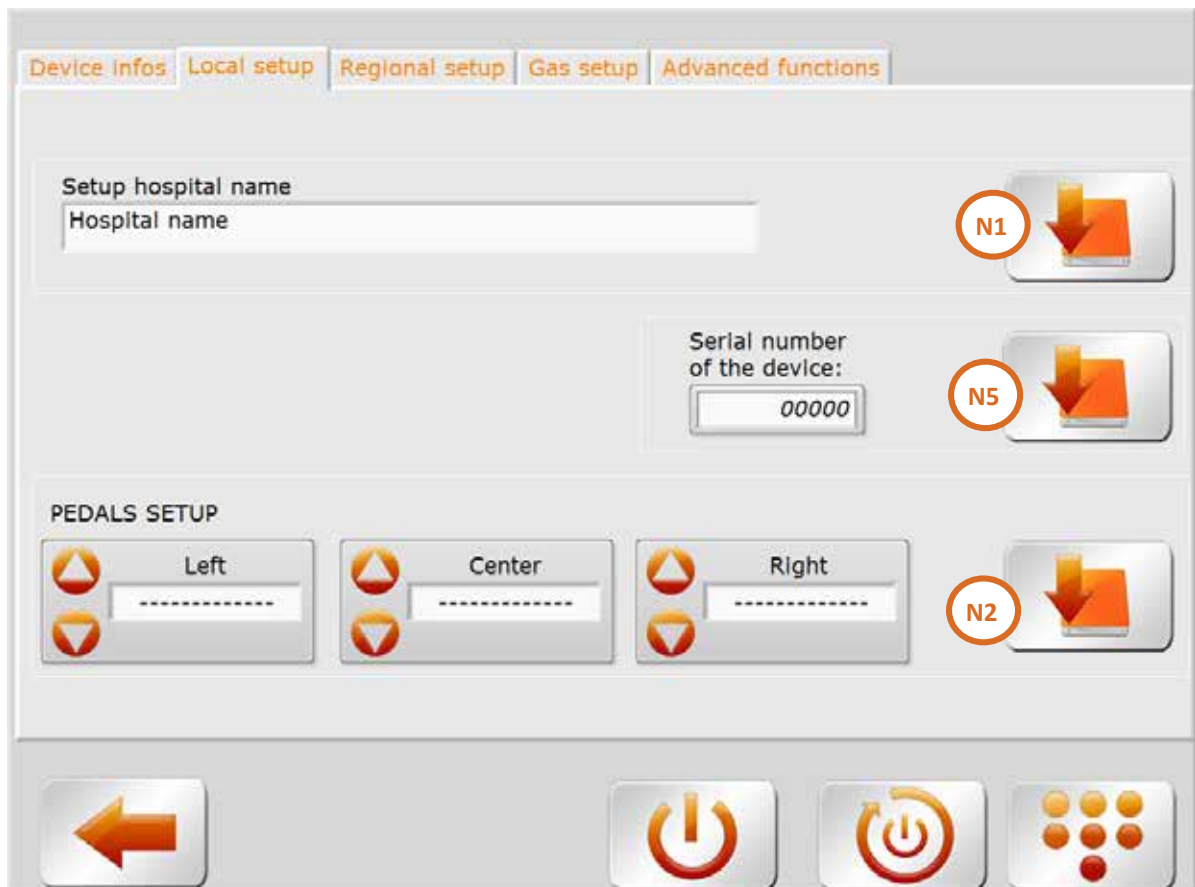 Device infos Local setup Regional setup Gas setup Advanced functions
Setup hospital name
Hospital name
N1
Serial number
of the device:
00000
N5
PEDALS SETUP
Left Center Right
------------- ------------- -------------
N2